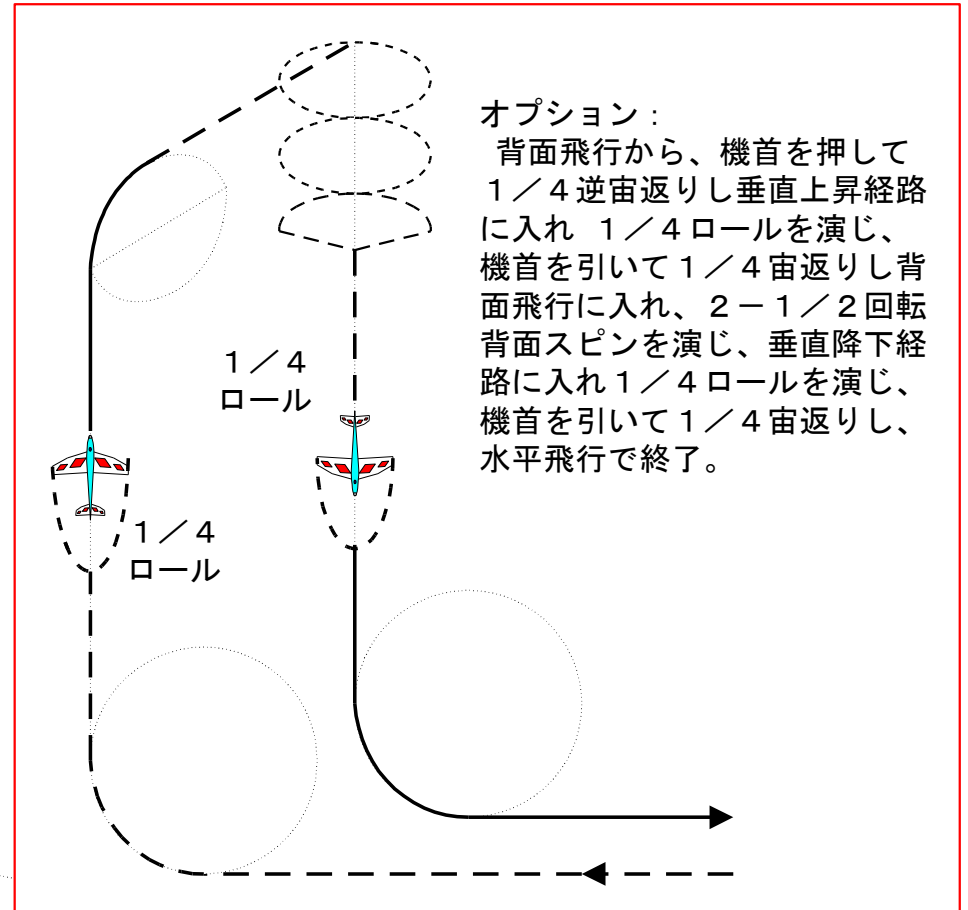 オプション：
背面飛行から、機首を押して
１／４逆宙返りし垂直上昇経路
に入れ １／４ロールを演じ、
機首を引いて１／４宙返りし背
面飛行に入れ、２－１／２回転
背面スピンを演じ、垂直降下経
路に入れ１／４ロールを演じ、
機首を引いて１／４宙返りし、
水平飛行で終了。
１／４
ロール
１／４
ロール